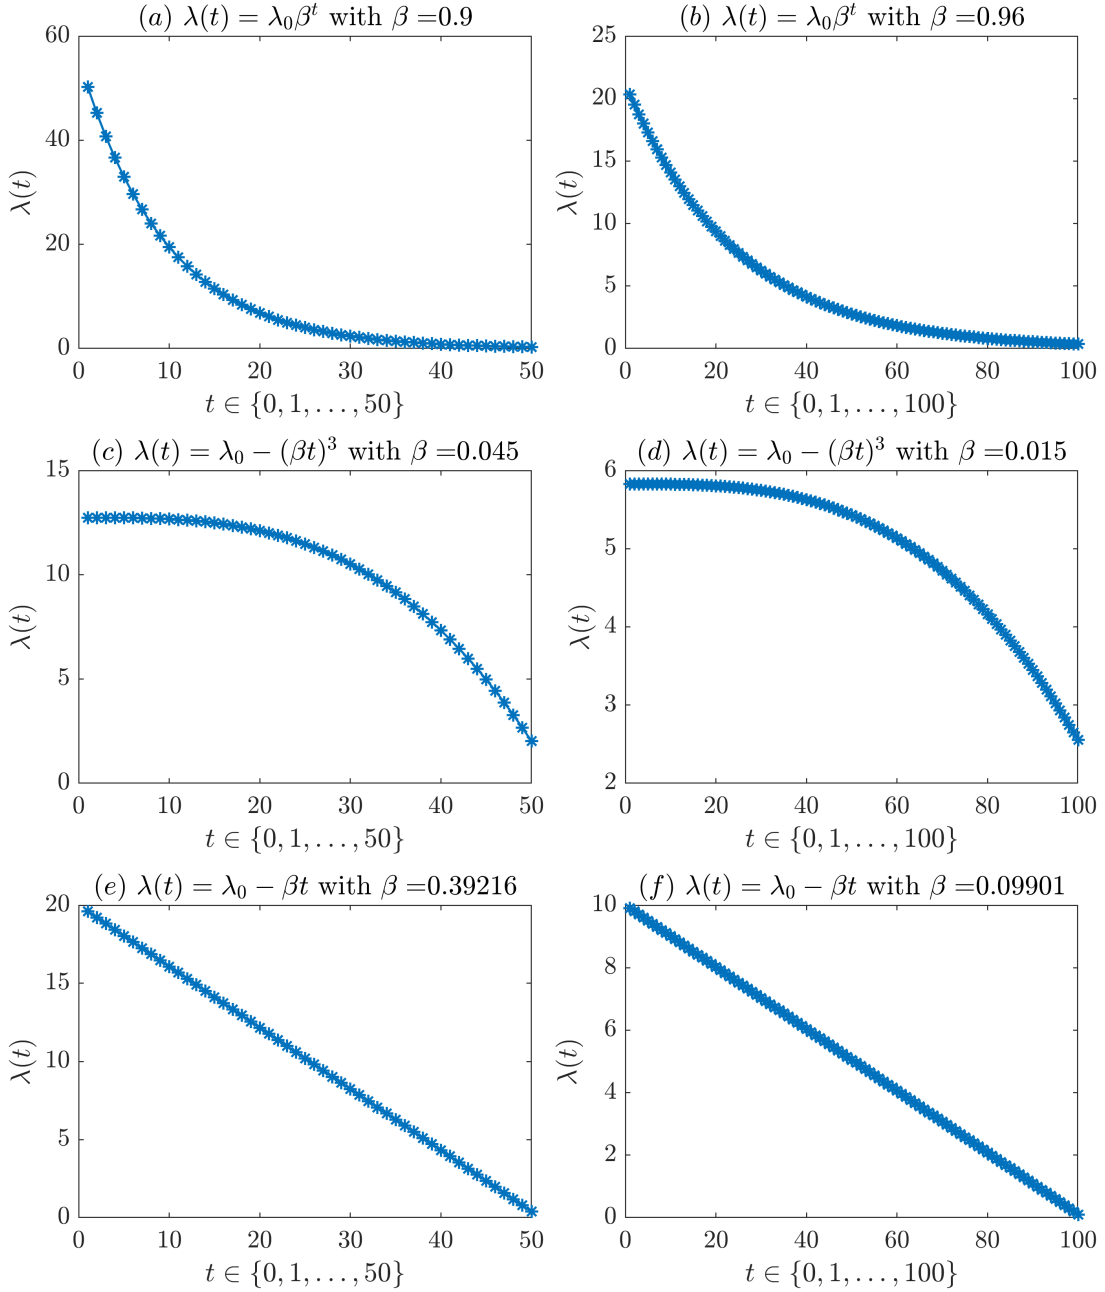 (a) λ(t) = λ₀βᵗ with β =0.9
60
40
20
0
λ(t)
0 10 20 30 40 50
t ∈ {0, 1, . . . , 50}
(b) λ(t) = λ₀βᵗ with β =0.96
25
20
15
10
5
0
λ(t)
0 20 40 60 80 100
t ∈ {0, 1, . . . , 100}
(c) λ(t) = λ₀ − (βt)³ with β =0.045
15
10
5
0
λ(t)
0 10 20 30 40 50
t ∈ {0, 1, . . . , 50}
(d) λ(t) = λ₀ − (βt)³ with β =0.015
6
5
4
3
2
λ(t)
0 20 40 60 80 100
t ∈ {0, 1, . . . , 100}
(e) λ(t) = λ₀ − βt with β =0.39216
20
15
10
5
0
λ(t)
0 10 20 30 40 50
t ∈ {0, 1, . . . , 50}
(f) λ(t) = λ₀ − βt with β =0.09901
10
8
6
4
2
0
λ(t)
0 20 40 60 80 100
t ∈ {0, 1, . . . , 100}